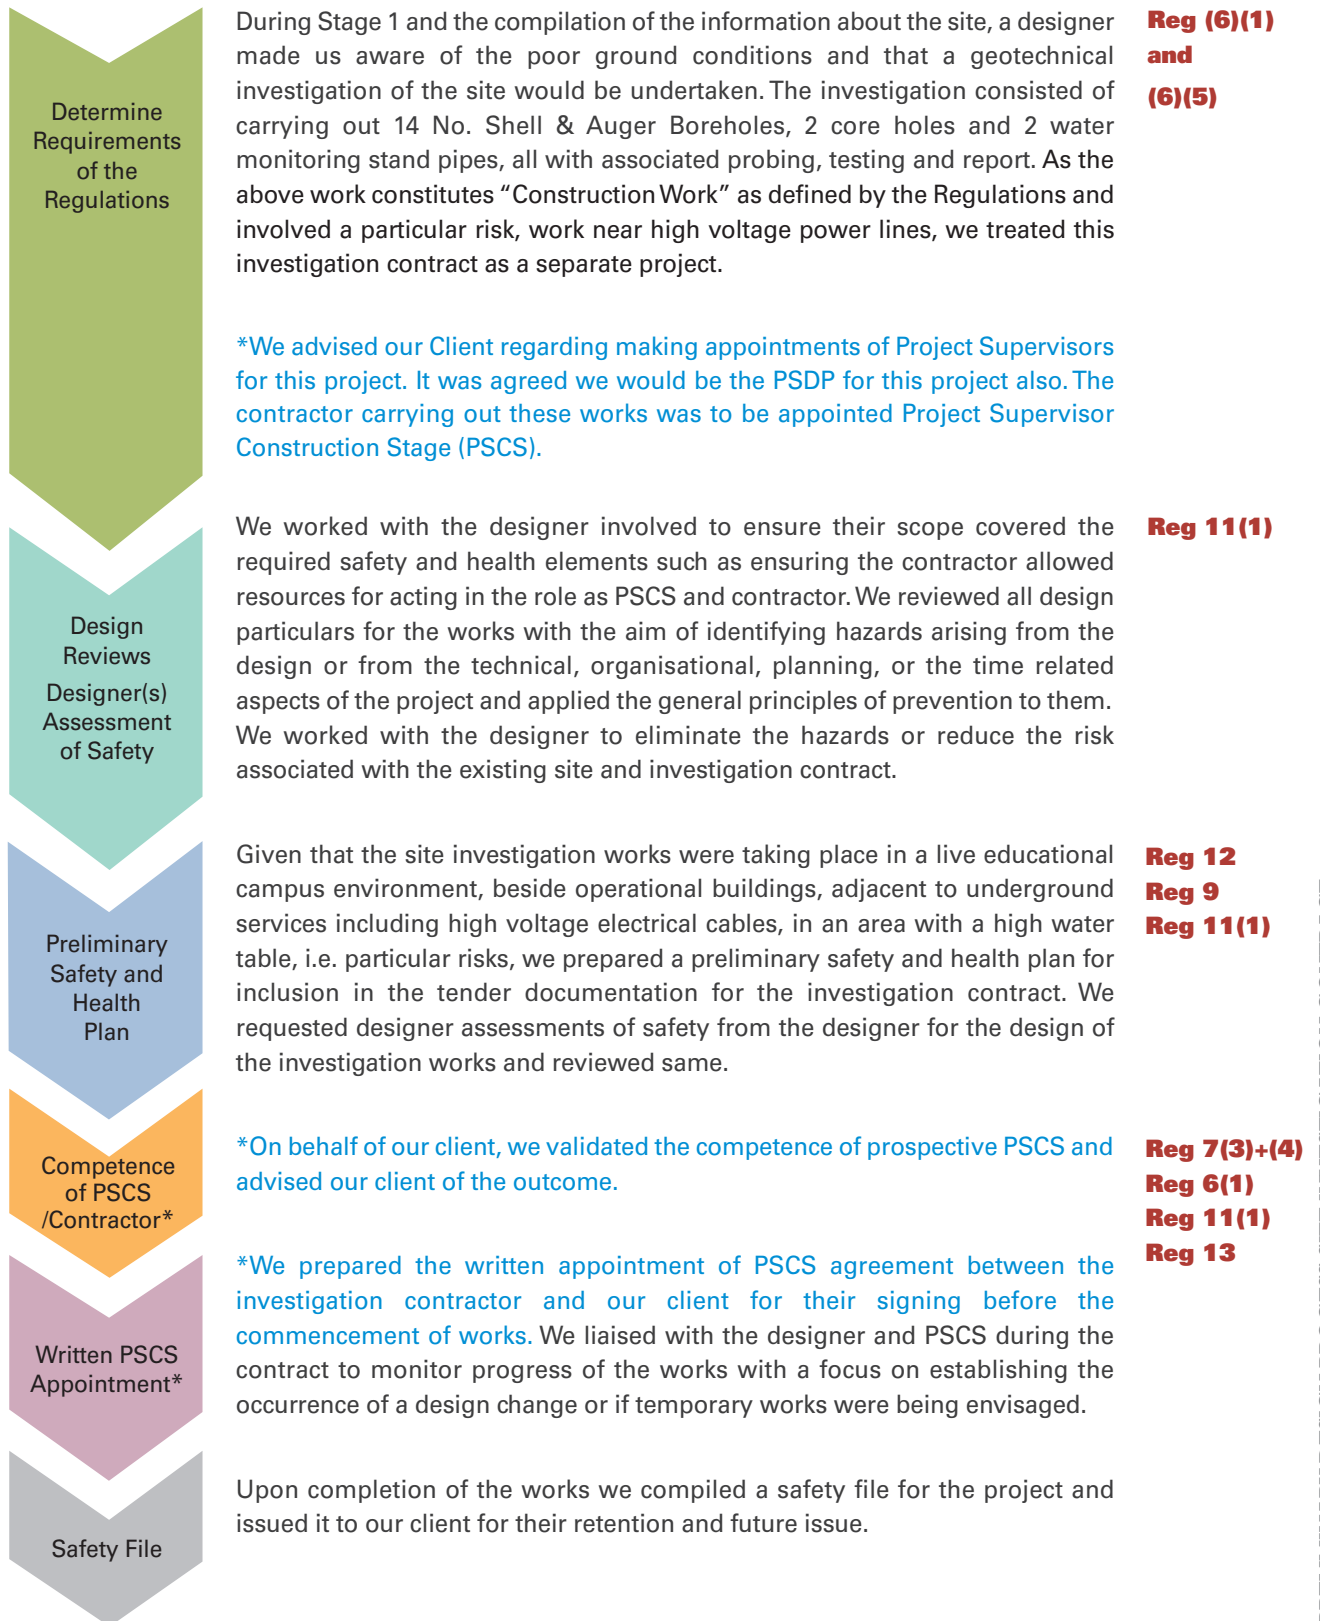 Determine
Requirements
of the
Regulations
During Stage 1 and the compilation of the information about the site, a designer
made us aware of the poor ground conditions and that a geotechnical
investigation of the site would be undertaken. The investigation consisted of
carrying out 14 No. Shell & Auger Boreholes, 2 core holes and 2 water
monitoring stand pipes, all with associated probing, testing and report. As the
above work constitutes “Construction Work” as defined by the Regulations and
involved a particular risk, work near high voltage power lines, we treated this
investigation contract as a separate project.
Reg (6)(1)
and
(6)(5)
*We advised our Client regarding making appointments of Project Supervisors
for this project. It was agreed we would be the PSDP for this project also. The
contractor carrying out these works was to be appointed Project Supervisor
Construction Stage (PSCS).
Design
Reviews
Designer(s)
Assessment
of Safety
We worked with the designer involved to ensure their scope covered the
required safety and health elements such as ensuring the contractor allowed
resources for acting in the role as PSCS and contractor. We reviewed all design
particulars for the works with the aim of identifying hazards arising from the
design or from the technical, organisational, planning, or the time related
aspects of the project and applied the general principles of prevention to them.
We worked with the designer to eliminate the hazards or reduce the risk
associated with the existing site and investigation contract.
Reg 11(1)
Preliminary
Safety and
Health
Plan
Given that the site investigation works were taking place in a live educational
campus environment, beside operational buildings, adjacent to underground
services including high voltage electrical cables, in an area with a high water
table, i.e. particular risks, we prepared a preliminary safety and health plan for
inclusion in the tender documentation for the investigation contract. We
requested designer assessments of safety from the designer for the design of
the investigation works and reviewed same.
Reg 12
Reg 9
Reg 11(1)
Competence
of PSCS
/Contractor*
*On behalf of our client, we validated the competence of prospective PSCS and
advised our client of the outcome.
Reg 7(3)+(4)
Reg 6(1)
Reg 11(1)
Reg 13
Written PSCS
Appointment*
*We prepared the written appointment of PSCS agreement between the
investigation contractor and our client for their signing before the
commencement of works. We liaised with the designer and PSCS during the
contract to monitor progress of the works with a focus on establishing the
occurrence of a design change or if temporary works were being envisaged.
Safety File
Upon completion of the works we compiled a safety file for the project and
issued it to our client for their retention and future issue.